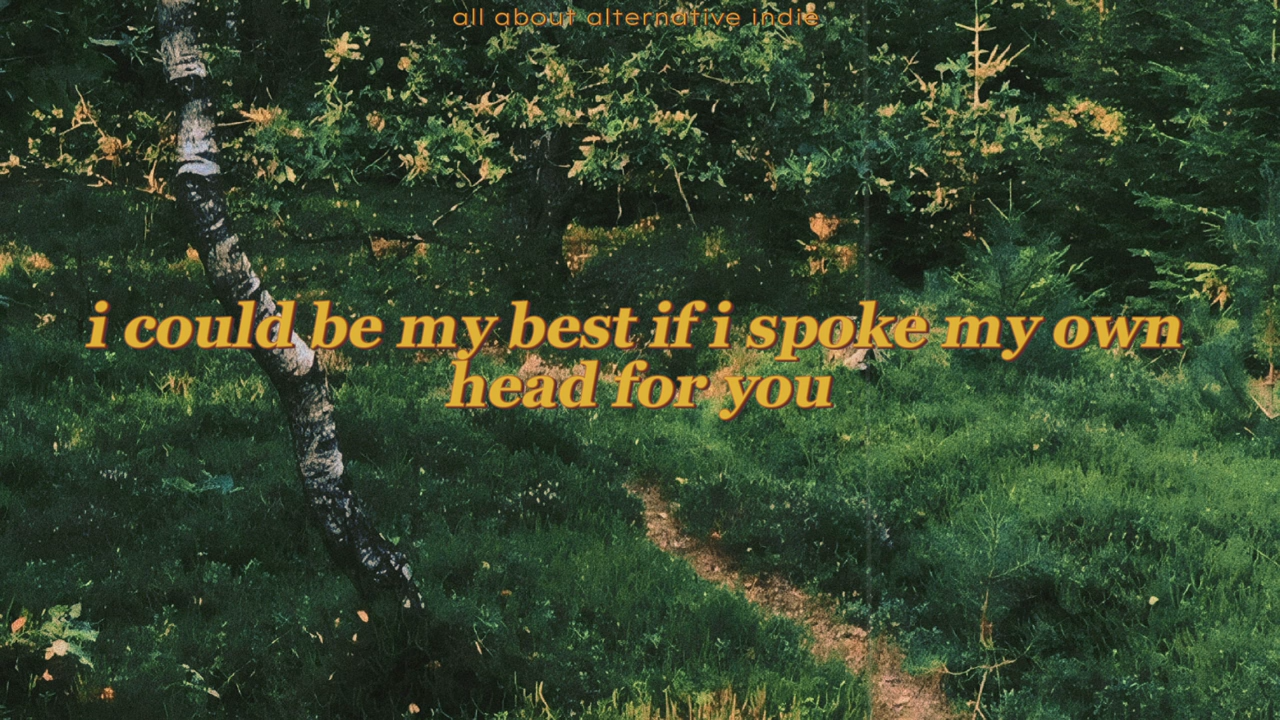 all about alternative indie
i could be my best if i spoke my own
head for you